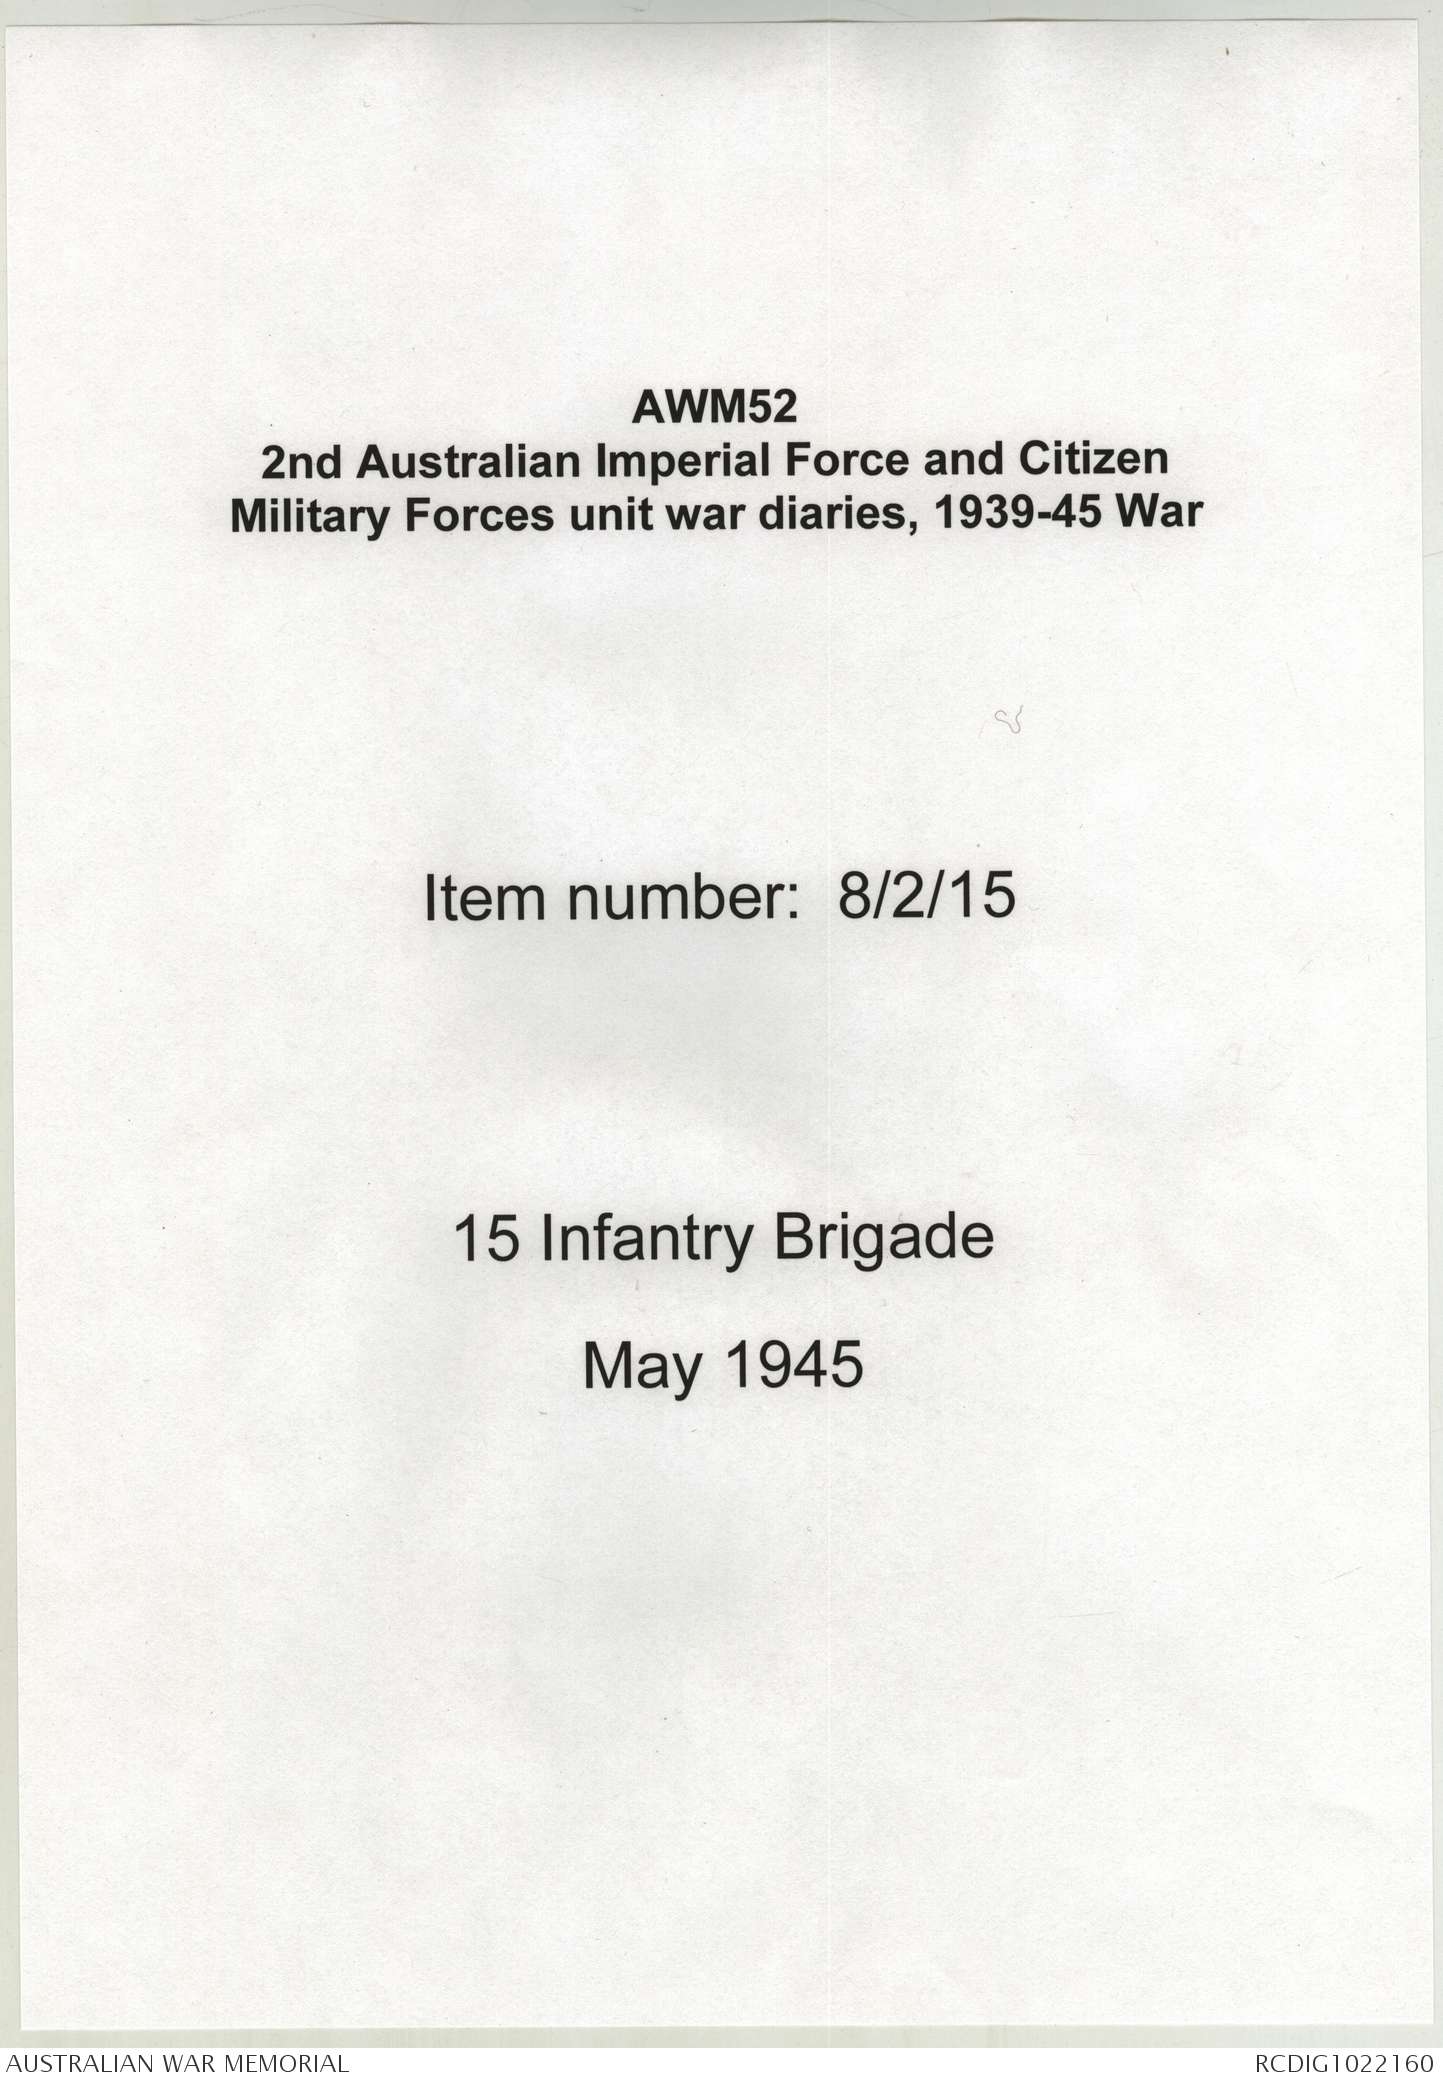 AWM52
2nd Australian Imperial Force and Citizen
Military Forces unit war diaries, 1939-45 War
Item number: 8/2/15
15 Infantry Brigade
May 1945
AUSTRALIAN WAR MEMORIAL
RCDIG1022160